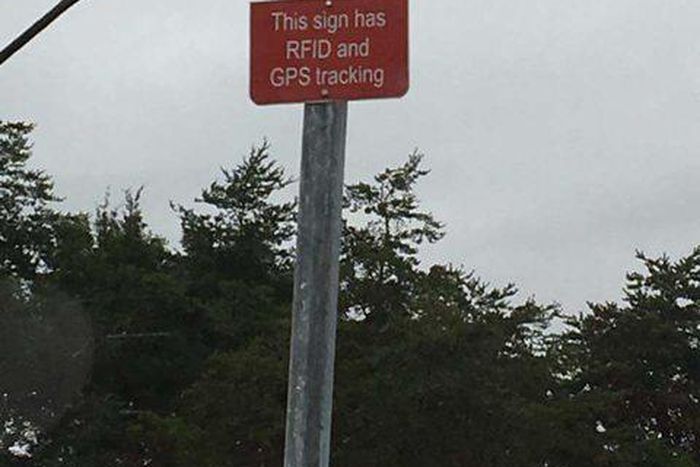 This sign has
RFID and
GPS tracking